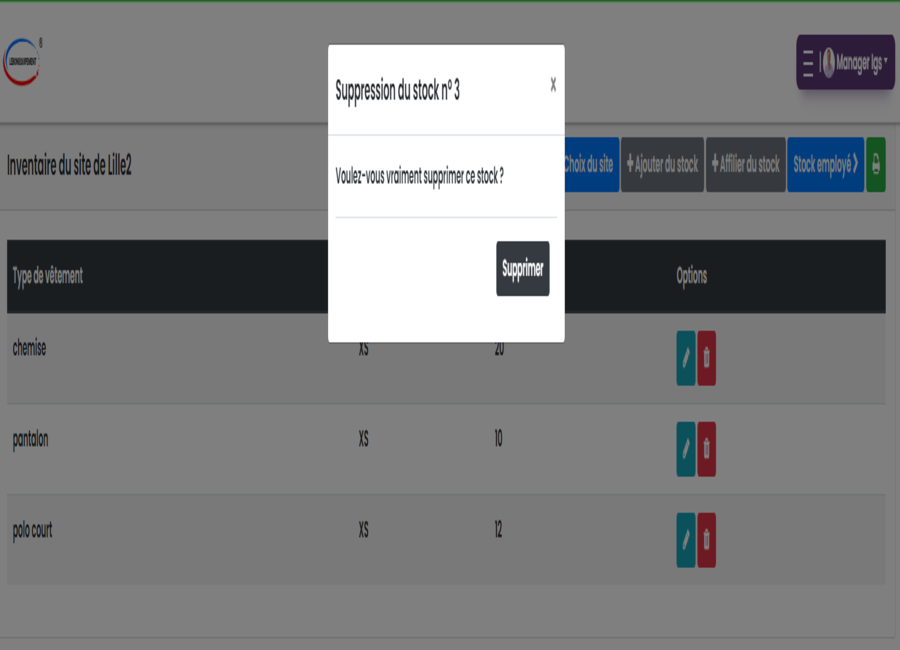 Suppression du stock n° 3
x
Voulez-vous vraiment supprimer ce stock ?
Supprimer
®
Manager lgs
Inventaire du site de Lille2
Choix du site
+Ajouter du stock
+Affilier du stock
Stock employé
Type de vêtement
Options
chemise XS 20
pantalon XS 10
polo court XS 12